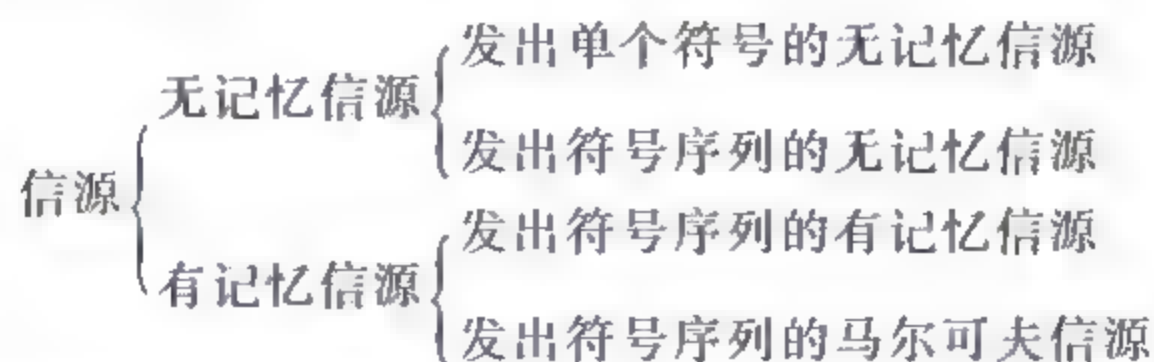 发出单个符号的无记忆信源
无记忆信源
发出符号序列的无记忆信源
信源
发出符号序列的有记忆信源
有记忆信源
发出符号序列的马尔可夫信源